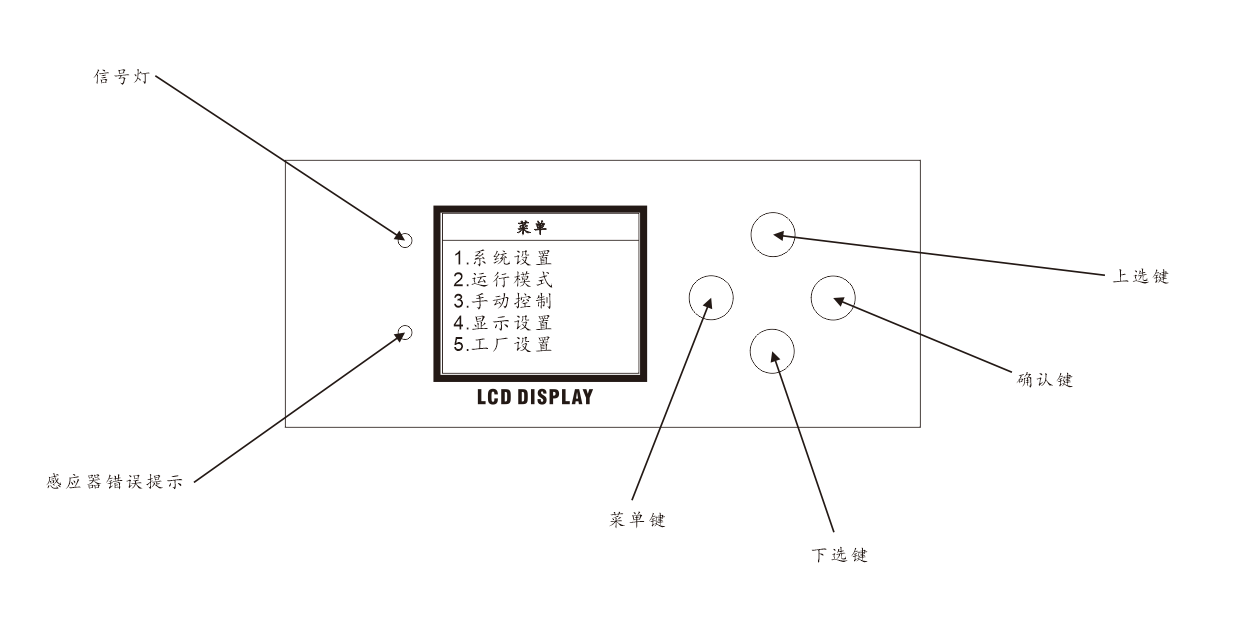 信号灯
菜单
1.系统设置
2.运行模式
3.手动控制
4.显示设置
5.工厂设置
LCD DISPLAY
上选键
确认键
感应器错误提示
菜单键
下选键